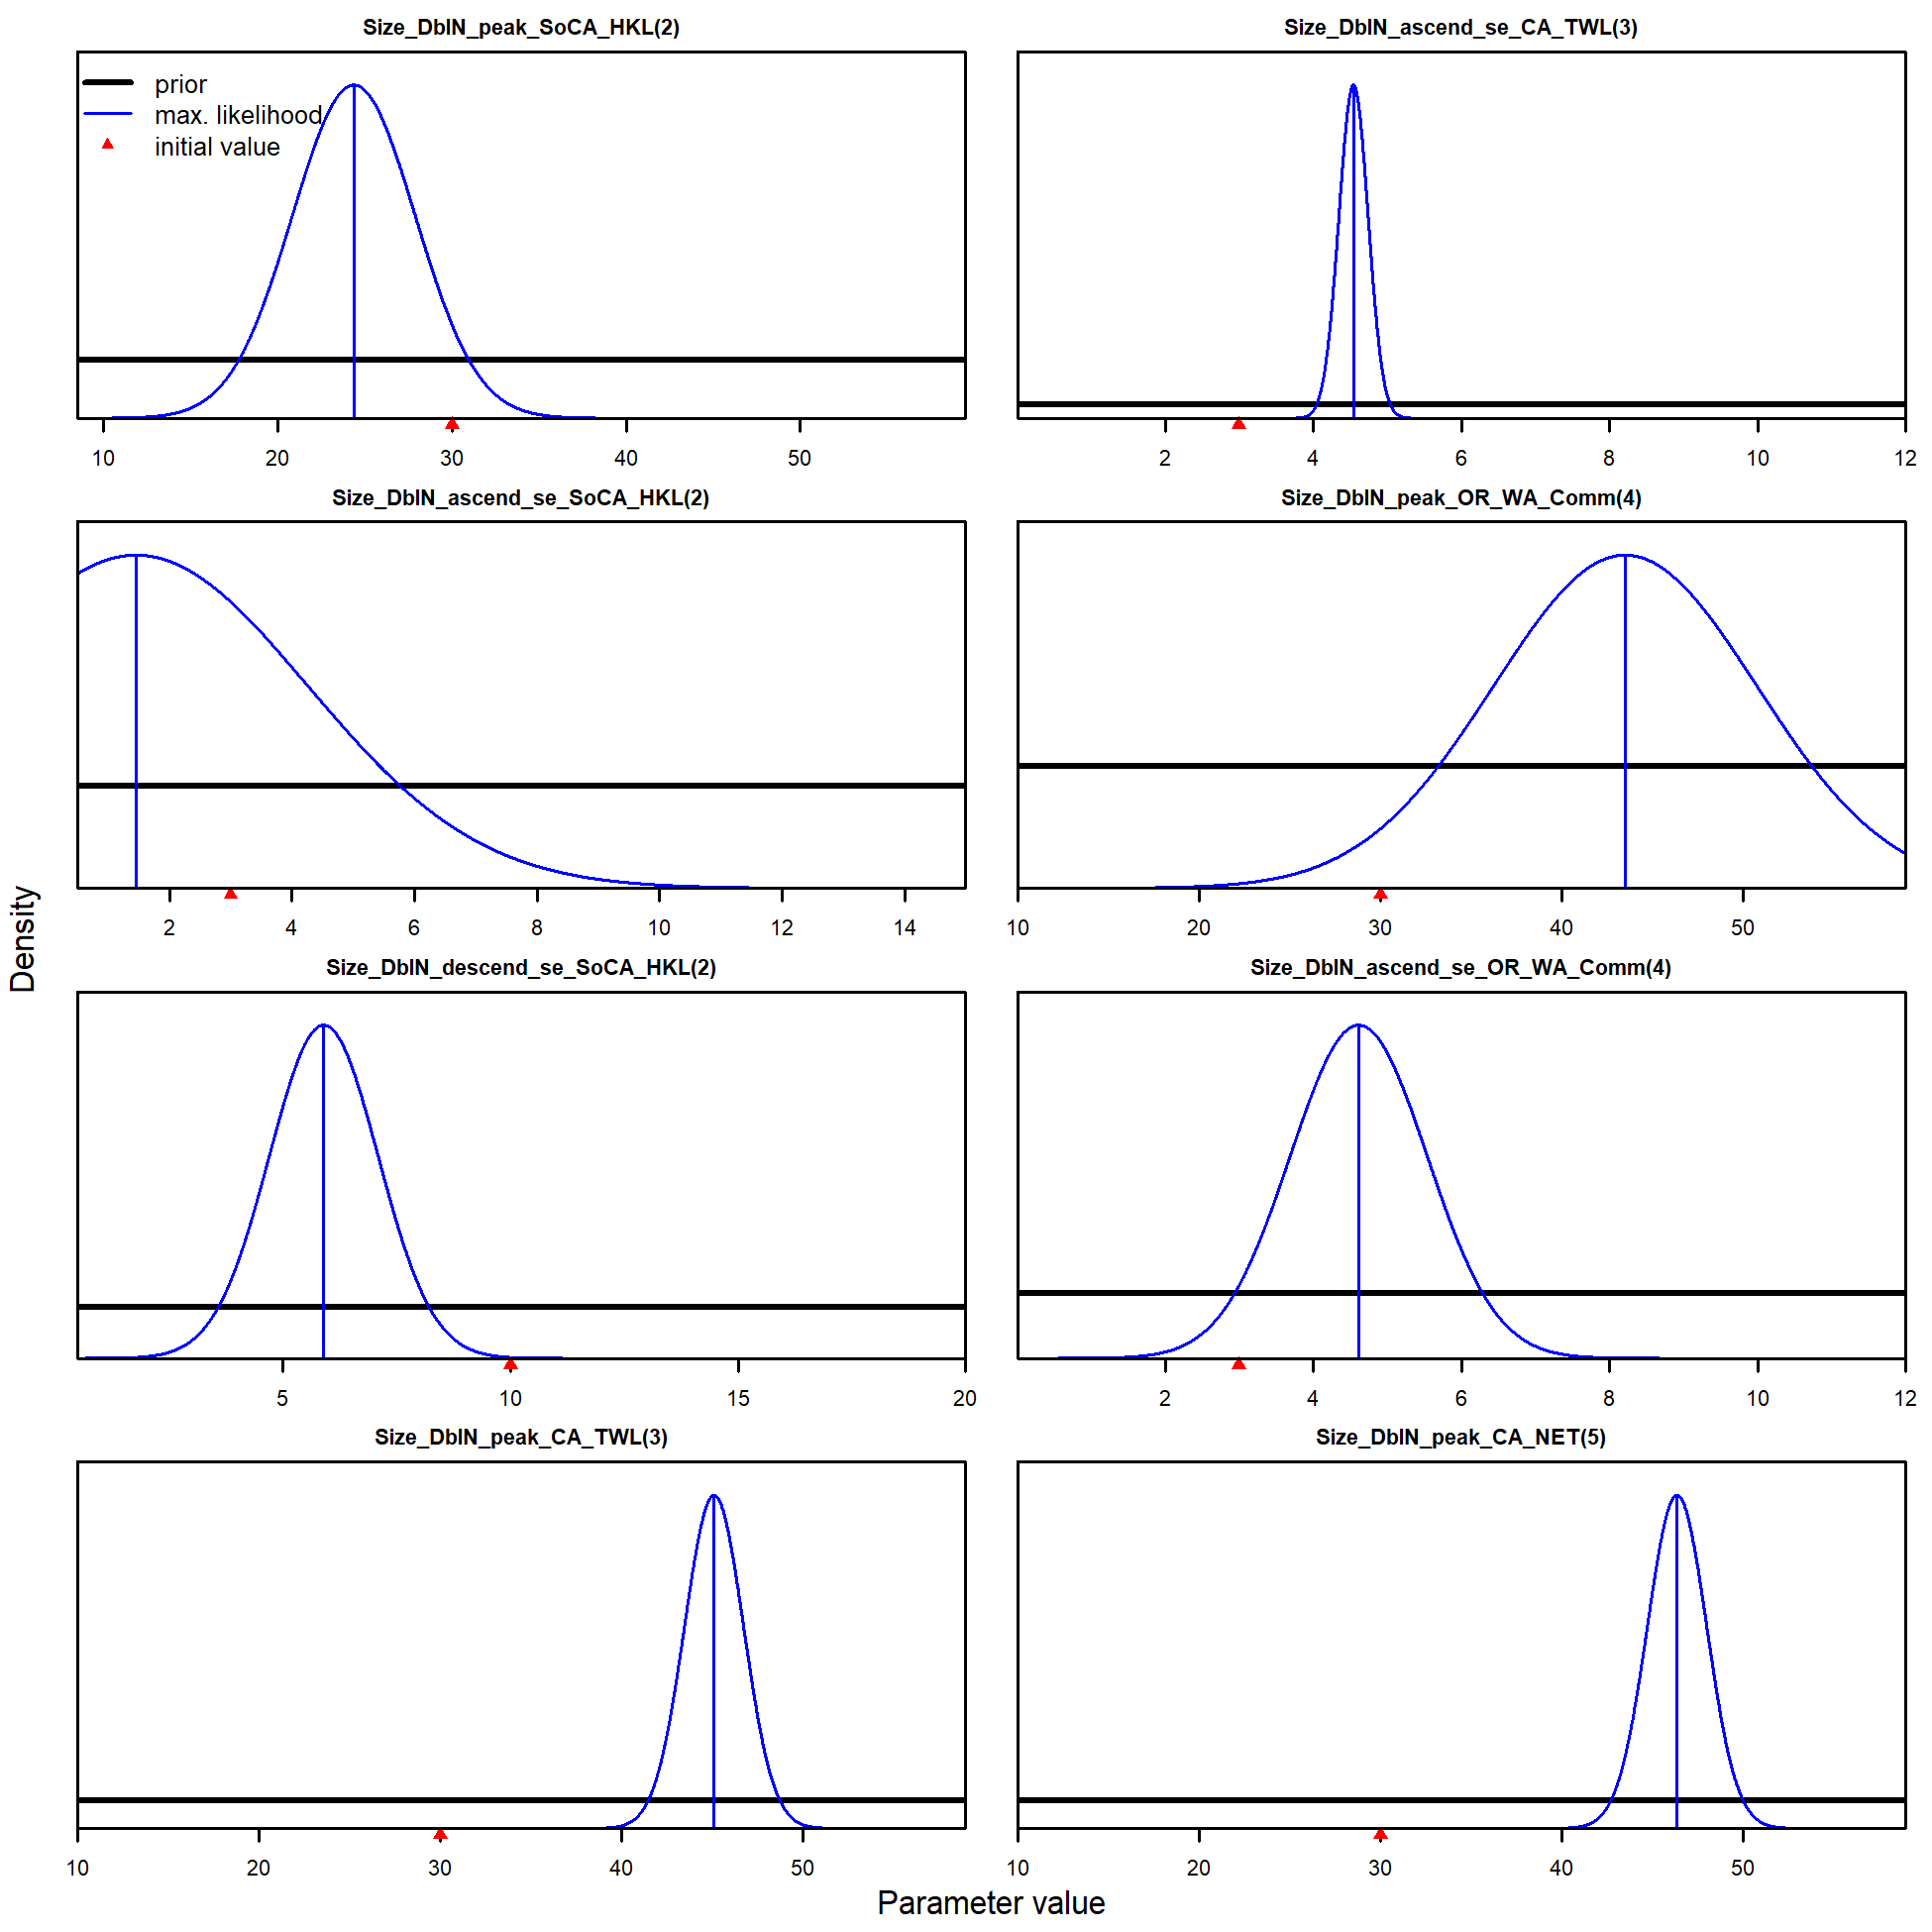 Size_DblN_peak_SoCA_HKL(2)
prior
max. likelihood
initial value
10 20 30 40 50
Size_DblN_ascend_se_CA_TWL(3)
2 4 6 8 10 12
Size_DblN_ascend_se_SoCA_HKL(2)
2 4 6 8 10 12 14
Size_DblN_peak_OR_WA_Comm(4)
10 20 30 40 50
Size_DblN_descend_se_SoCA_HKL(2)
5 10 15 20
Size_DblN_ascend_se_OR_WA_Comm(4)
2 4 6 8 10 12
Size_DblN_peak_CA_TWL(3)
10 20 30 40 50
Size_DblN_peak_CA_NET(5)
10 20 30 40 50
Density
Parameter value